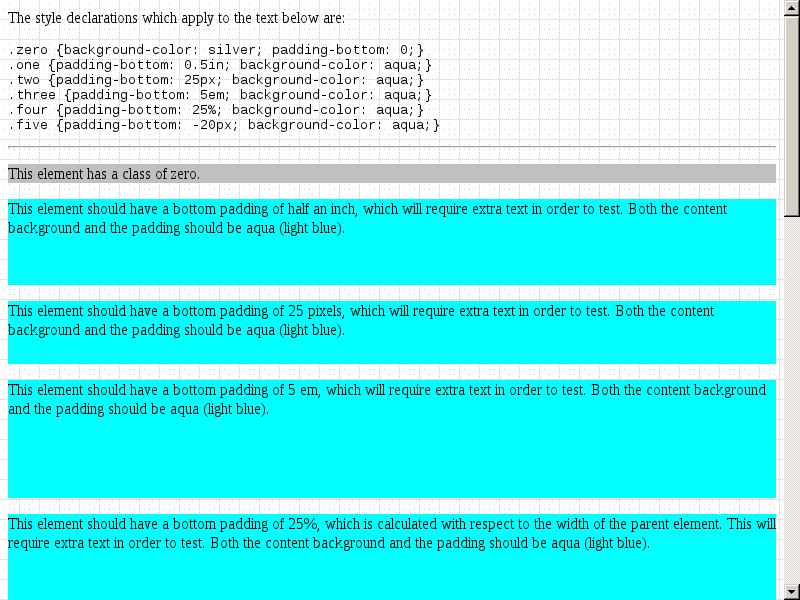 The style declarations which apply to the text below are:
.zero {background-color: silver; padding-bottom: 0;}
.one {padding-bottom: 0.5in; background-color: aqua;}
.two {padding-bottom: 25px; background-color: aqua;}
.three {padding-bottom: 5em; background-color: aqua;}
.four {padding-bottom: 25%; background-color: aqua;}
.five {padding-bottom: -20px; background-color: aqua;}
This element has a class of zero.
This element should have a bottom padding of half an inch, which will require extra text in order to test. Both the content
background and the padding should be aqua (light blue).
This element should have a bottom padding of 25 pixels, which will require extra text in order to test. Both the content
background and the padding should be aqua (light blue).
This element should have a bottom padding of 5 em, which will require extra text in order to test. Both the content background
and the padding should be aqua (light blue).
This element should have a bottom padding of 25%, which is calculated with respect to the width of the parent element. This will
require extra text in order to test. Both the content background and the padding should be aqua (light blue).